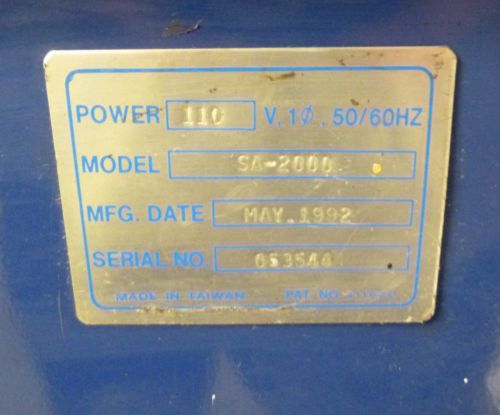 POWER 110 V. 1Ø. 50/60HZ
MODEL SA-2000
MFG. DATE MAY.1992
SERIAL NO. 053544
MADE IN TAIWAN PAT. NO.